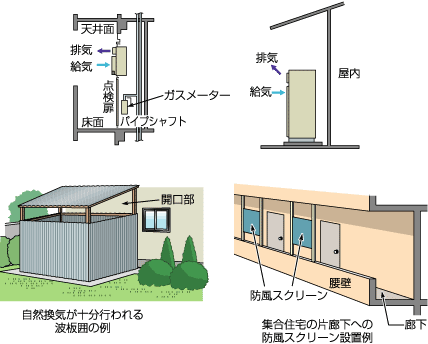 天井面
排気
給気
点検扉
ガスメーター
床面
パイプシャフト
排気
給気
屋内
開口部
自然換気が十分行われる
波板囲の例
防風スクリーン
腰壁
廊下
集合住宅の片廊下への
防風スクリーン設置例